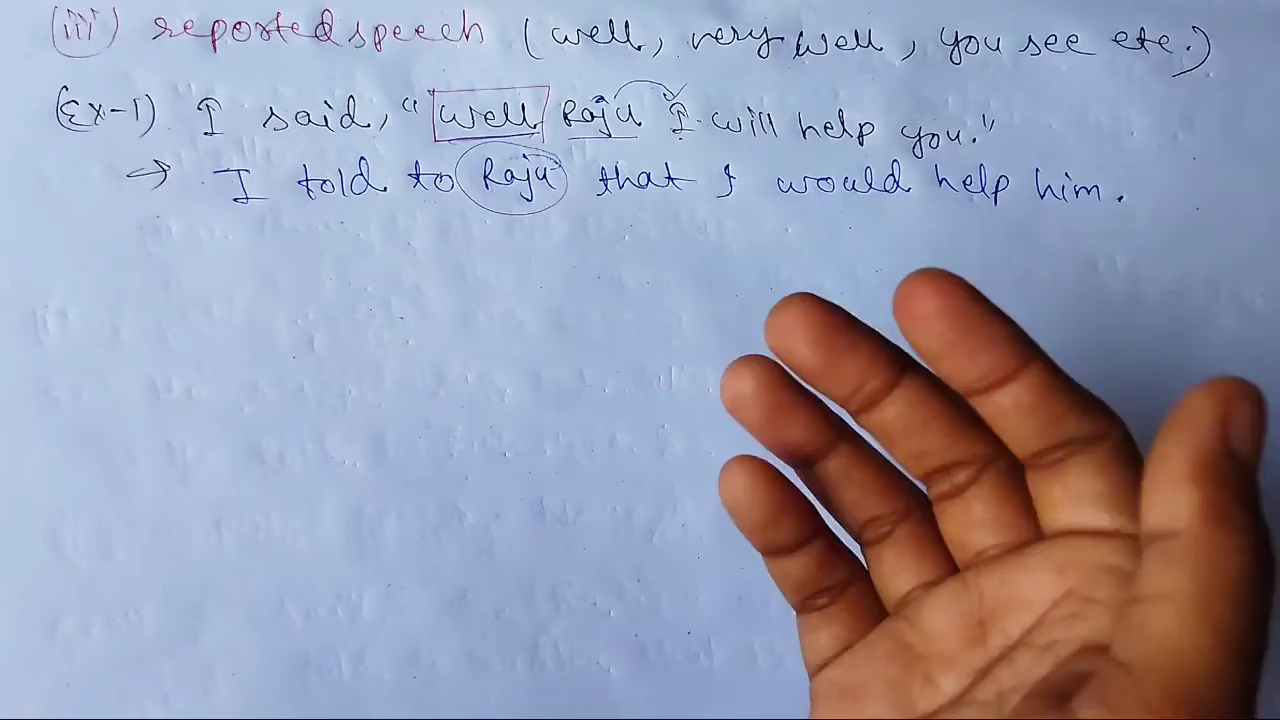 (iii) reported speech (well, very well, you see etc.)
(Ex-1) I said, "Well Raju I will help you."
→ I told to Raju that I would help him.